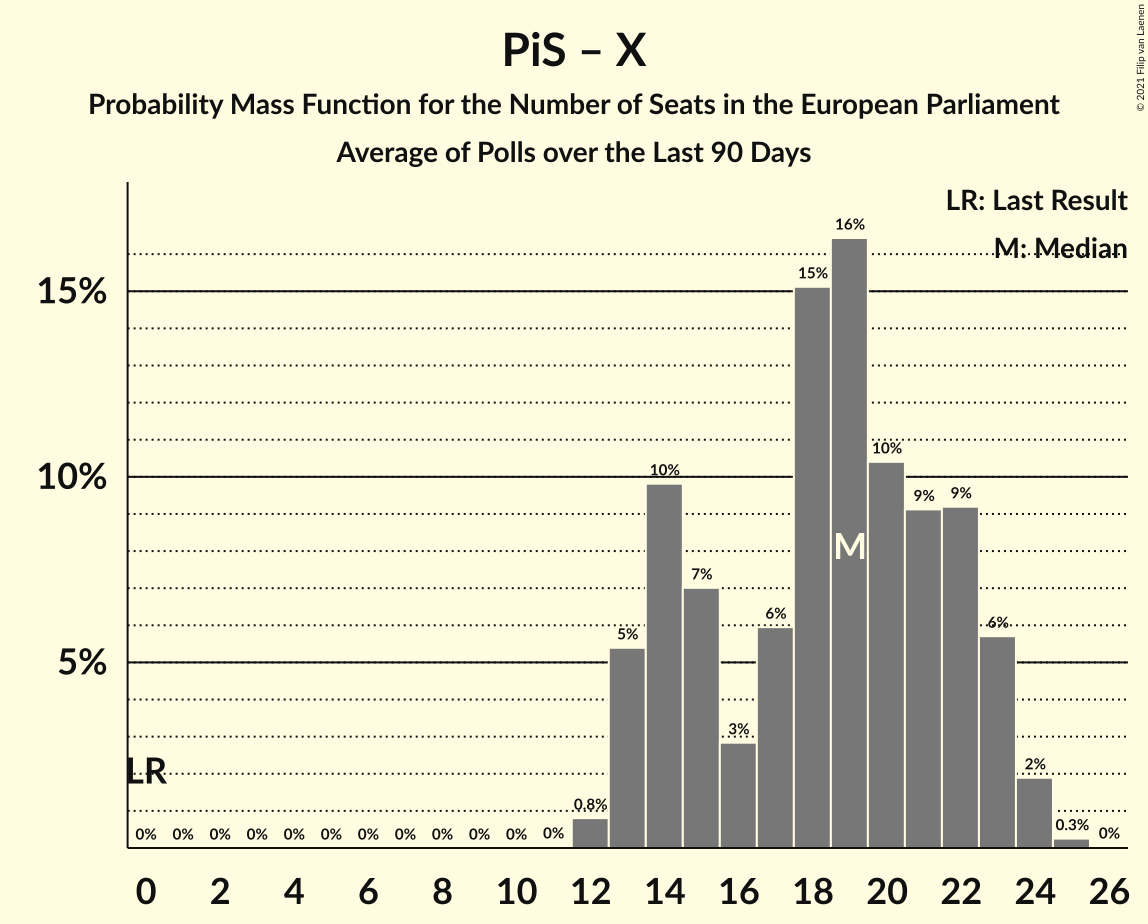 PiS – X
Probability Mass Function for the Number of Seats in the European Parliament
Average of Polls over the Last 90 Days
© 2021 Filip van Laenen
LR: Last Result
M: Median
15%
10%
5%
16%
15%
10%
10%
9%
9%
7%
6%
5%
6%
3%
2%
0.8%
0.3%
M
LR
0% 0% 0% 0% 0% 0% 0% 0% 0% 0% 0% 0% 0%
0 2 4 6 8 10 12 14 16 18 20 22 24 26